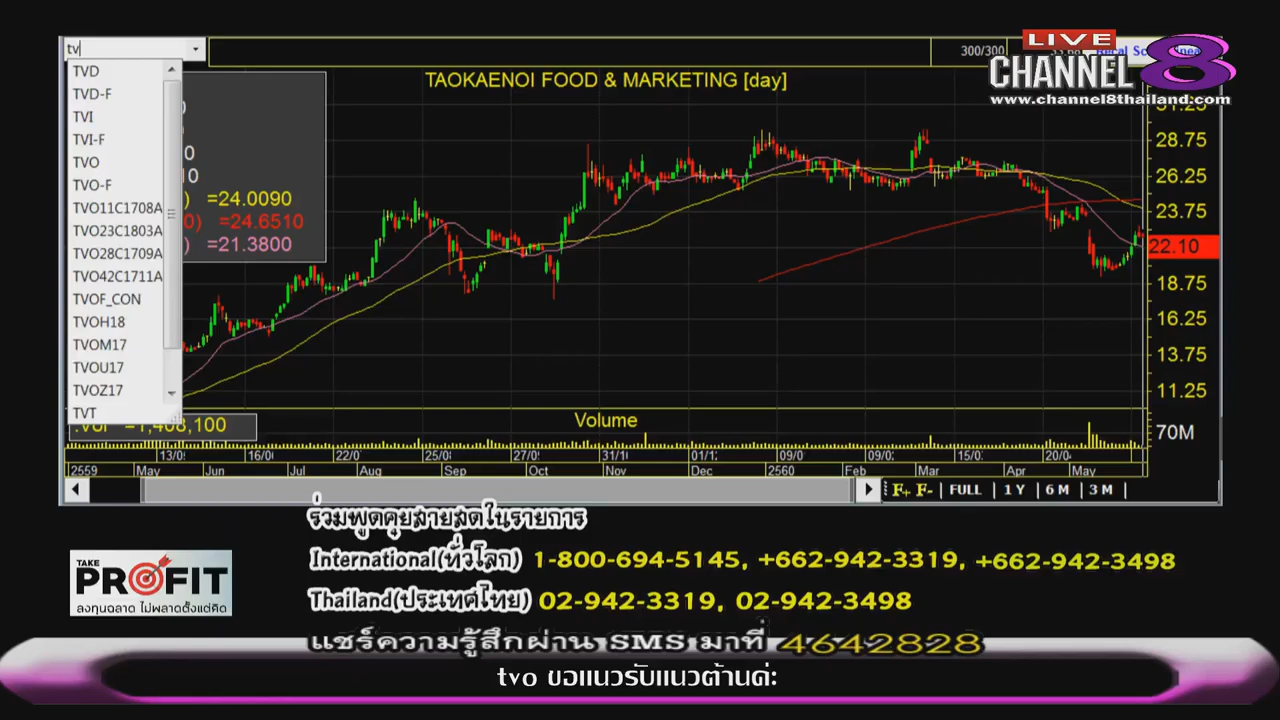 tv
300/300
LIVE
CHANNEL 8
www.channel8thailand.com
TAOKAENOI FOOD & MARKETING [day]
TVD
TVD-F
TVI
TVI-F
TVO
TVO-F
TVO11C1708A
TVO23C1803A
TVO28C1709A
TVO42C1711A
TVOF_CON
TVOH18
TVOM17
TVOU17
TVOZ17
TVT
=24.0090
=24.6510
=21.3800
31.25
28.75
26.25
23.75
22.10
18.75
16.25
13.75
11.25
Volume
70M
2559 May Jun Jul Aug Sep Oct Nov Dec 2560 Feb Mar Apr May
F+ F- FULL 1 Y 6 M 3 M
ร่วมพูดคุยสายสดในรายการ
International(ทั่วโลก) 1-800-694-5145, +662-942-3319, +662-942-3498
TAKE PROFIT
ลงทุนฉลาด ไม่พลาดตั้งแต่คิด
Thailand(ประเทศไทย) 02-942-3319, 02-942-3498
แชร์ความรู้สึกผ่าน SMS มาที่ 4642828
tvo ขอแนวรับแนวต้านค่ะ